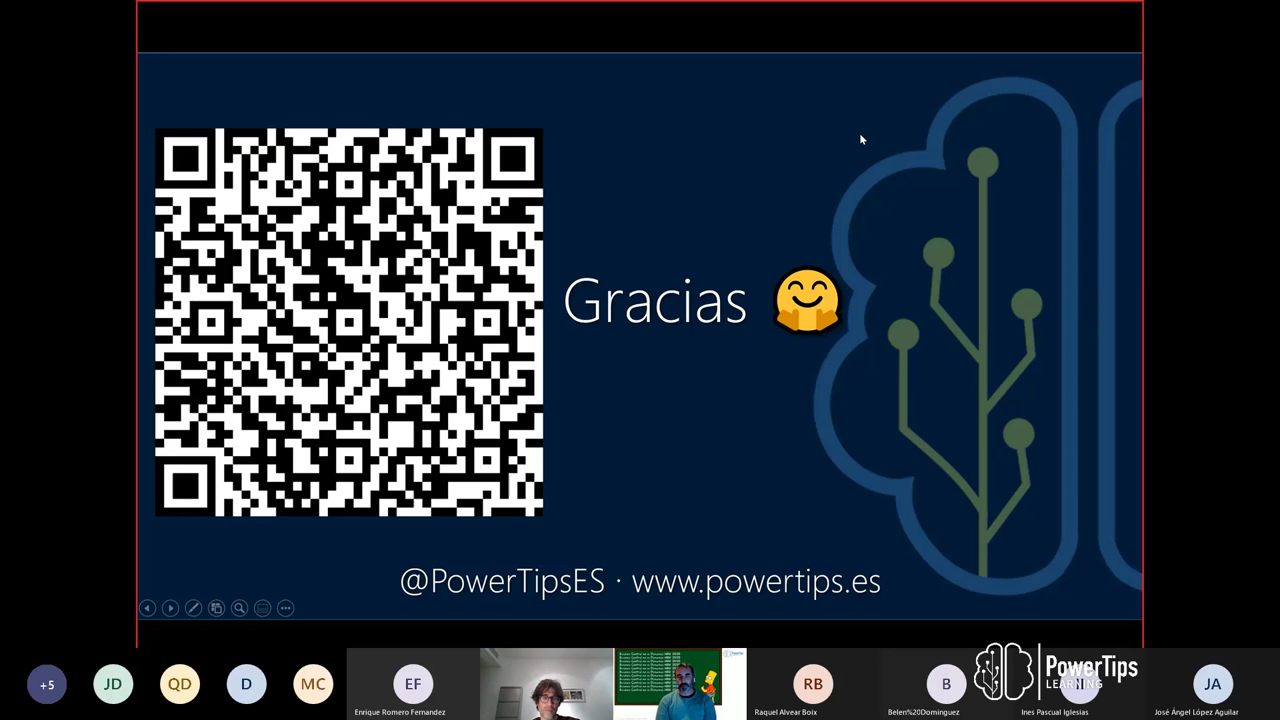 Gracias
@PowerTipsES · www.powertips.es
+5
JD
QD
D
MC
EF
Enrique Romero Fernandez
RB
Raquel Alvear Boix
B
Belen%20Dominguez
Ines Pascual Iglesias
PowerTips
LEARNING
JA
José Ángel López Aguilar